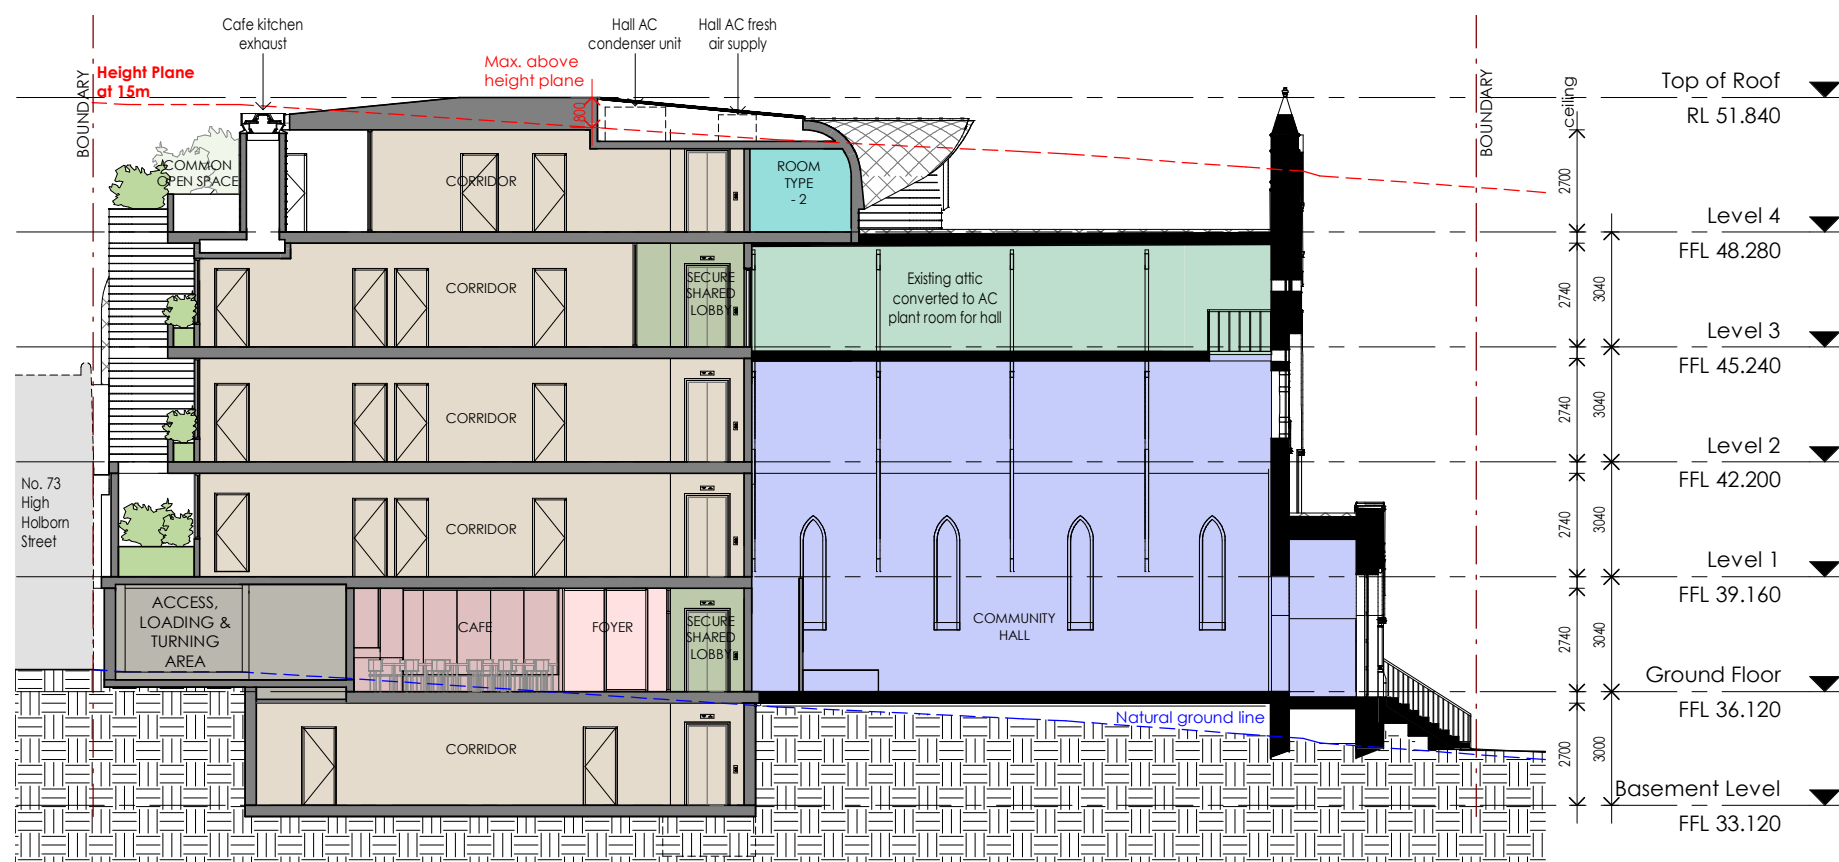 Cafe kitchen
exhaust
Hall AC
condenser unit
Hall AC fresh
air supply
Max. above
height plane
800
Height Plane
at 15m
BOUNDARY
BOUNDARY
ceiling
Top of Roof
RL 51.840
COMMON
OPEN SPACE
CORRIDOR
ROOM
TYPE
- 2
2700
Level 4
FFL 48.280
CORRIDOR
SECURE
SHARED
LOBBY
Existing attic
converted to AC
plant room for hall
2740
3040
Level 3
FFL 45.240
CORRIDOR
2740
3040
Level 2
FFL 42.200
No. 73
High
Holborn
Street
CORRIDOR
2740
3040
Level 1
FFL 39.160
ACCESS,
LOADING &
TURNING
AREA
CAFE
FOYER
SECURE
SHARED
LOBBY
COMMUNITY
HALL
2740
3040
Ground Floor
FFL 36.120
Natural ground line
CORRIDOR
2700
3000
Basement Level
FFL 33.120